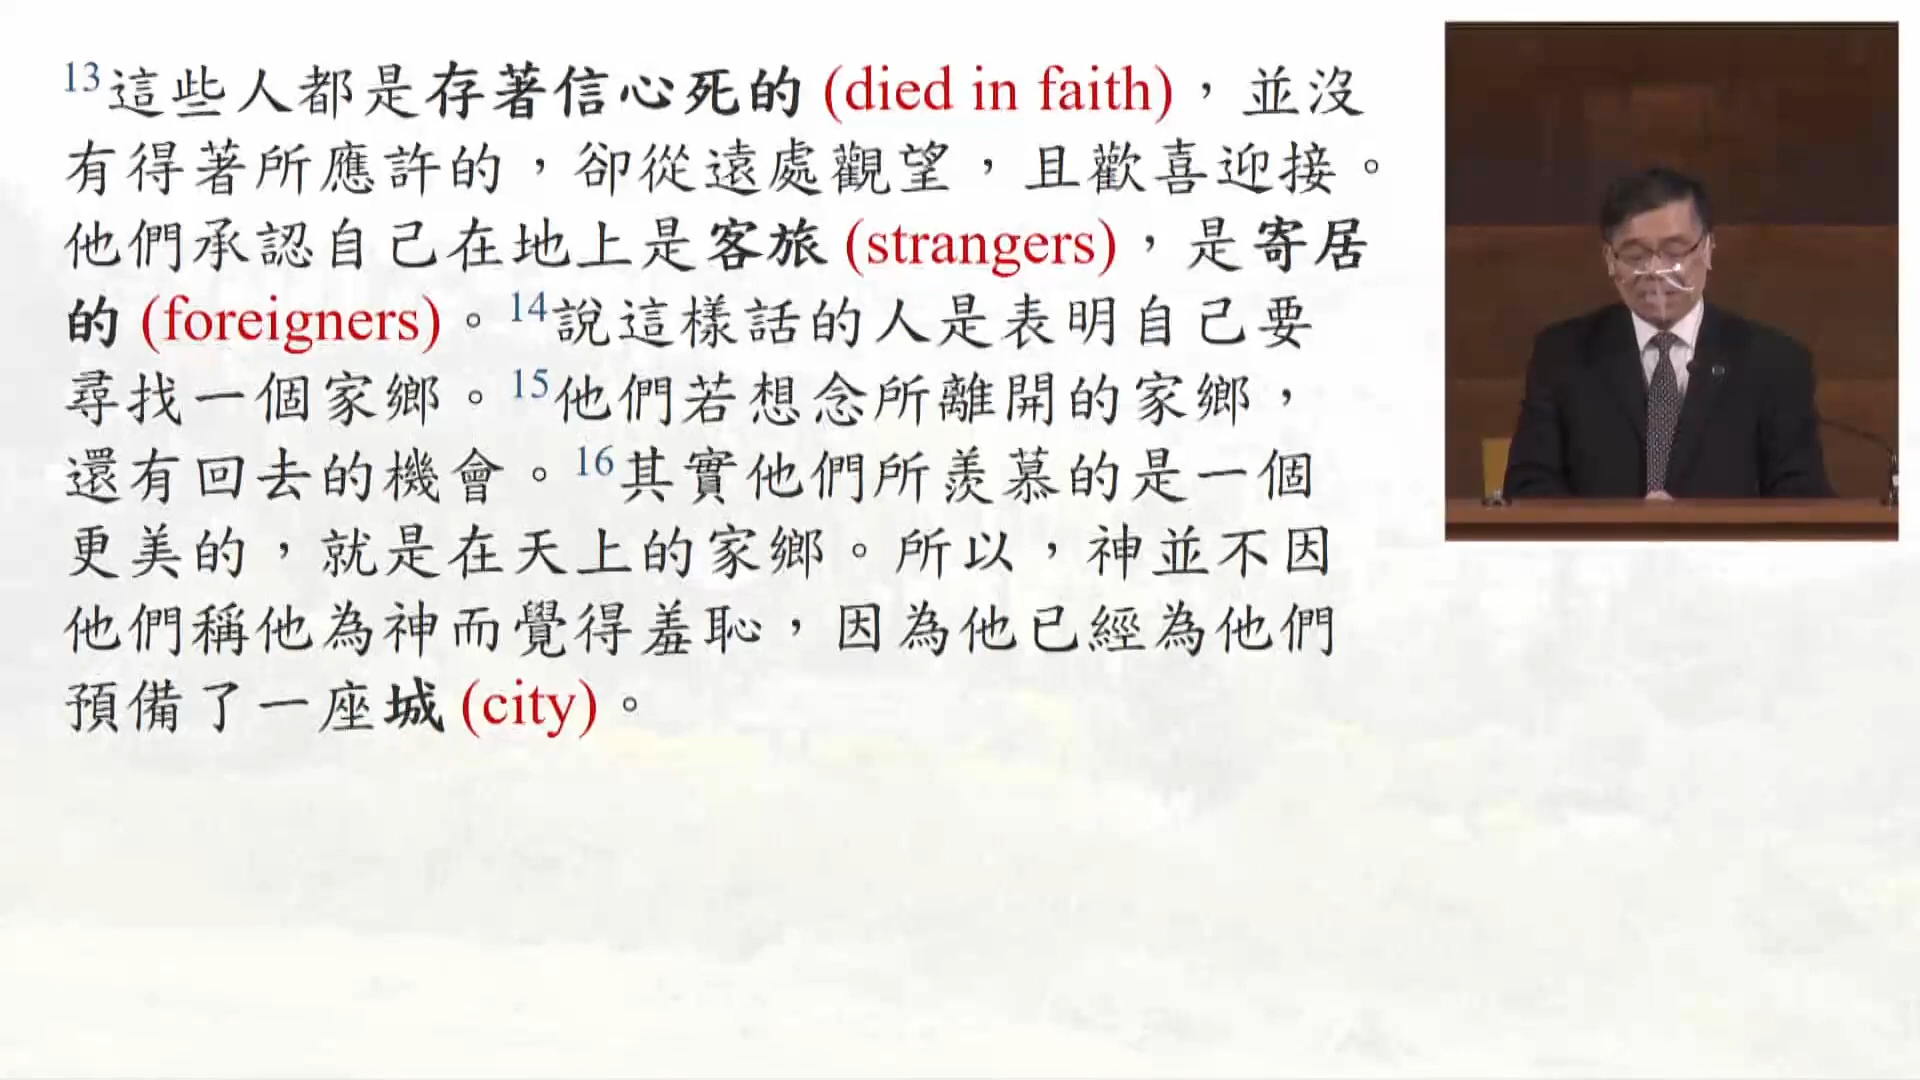 13這些人都是存著信心死的 (died in faith)，並沒
有得著所應許的，卻從遠處觀望，且歡喜迎接。
他們承認自己在地上是客旅 (strangers)，是寄居
的 (foreigners)。14說這樣話的人是表明自己要
尋找一個家鄉。15他們若想念所離開的家鄉，
還有回去的機會。16其實他們所羨慕的是一個
更美的，就是在天上的家鄉。所以，神並不因
他們稱他為神而覺得羞恥，因為他已經為他們
預備了一座城 (city)。